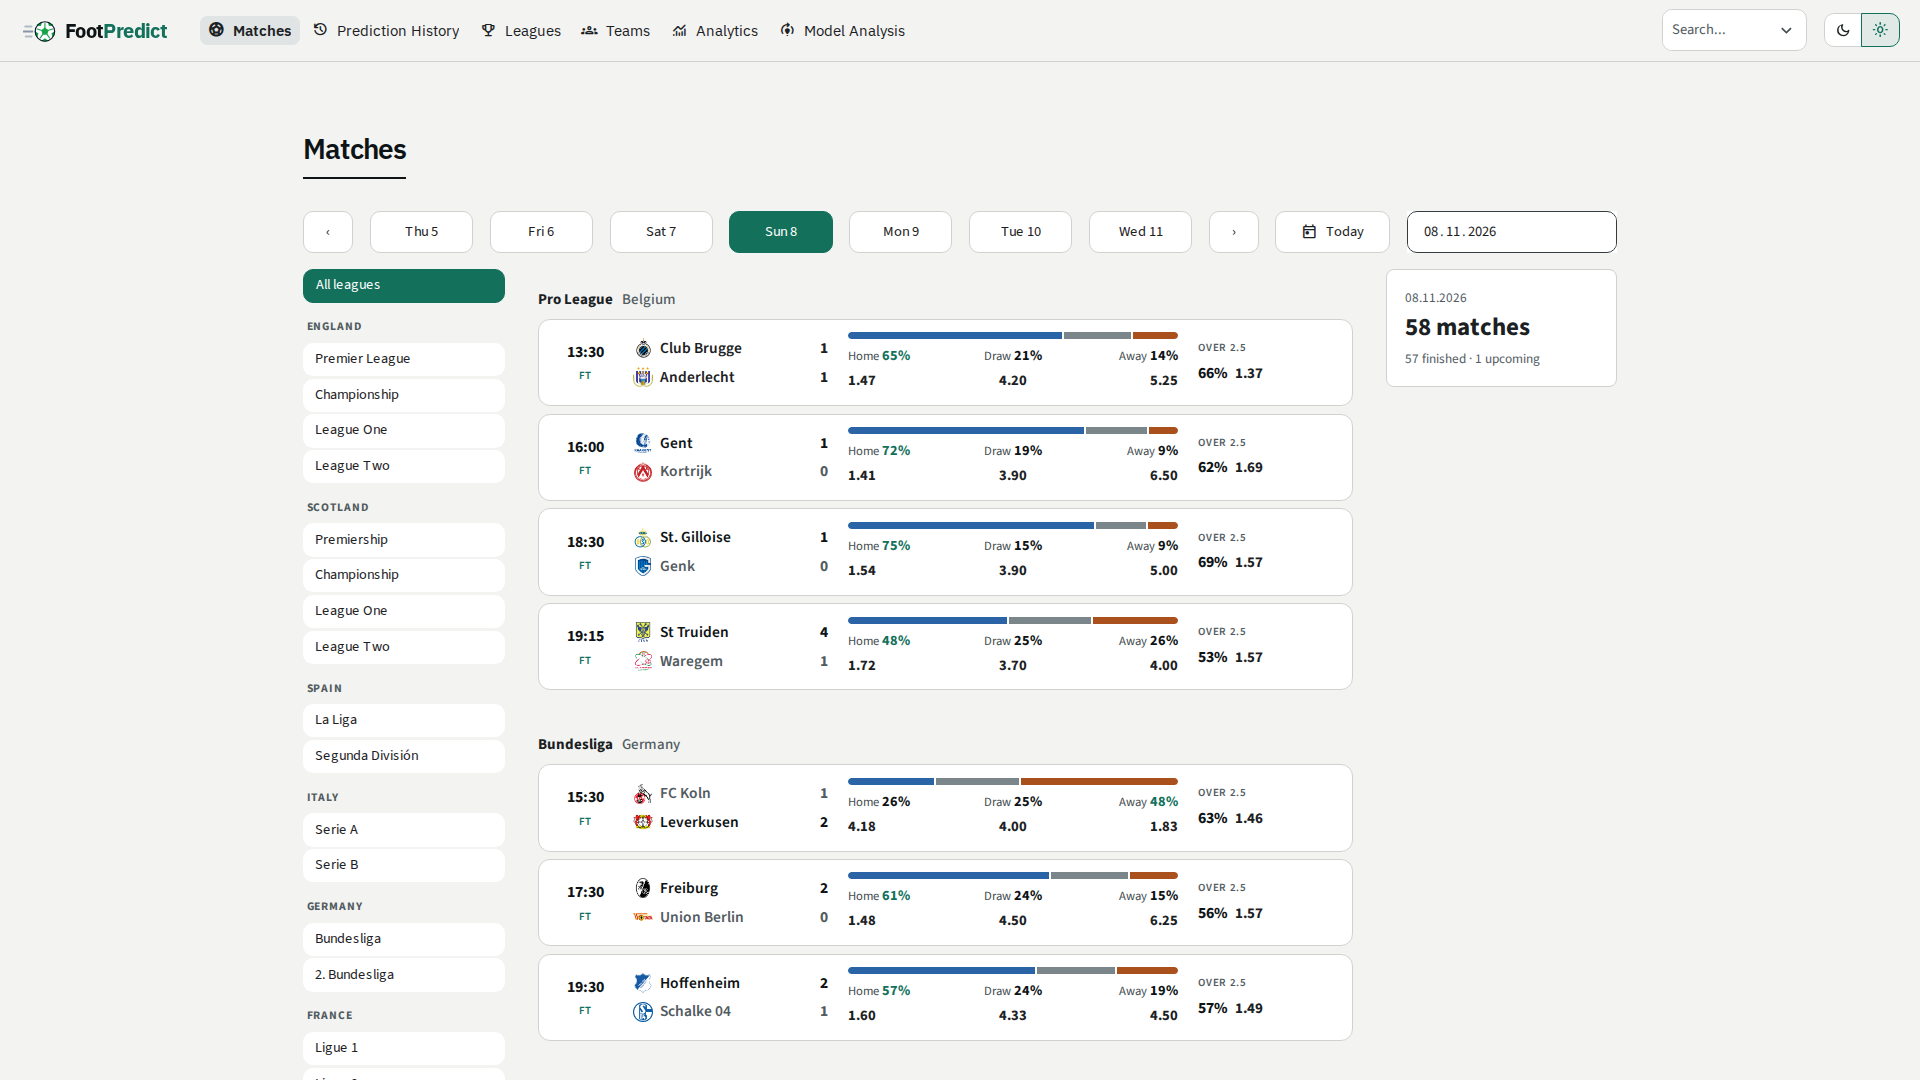 FootPredict
Matches
Prediction History
Leagues
Teams
Analytics
Model Analysis
Search...
Matches
‹
Thu 5
Fri 6
Sat 7
Sun 8
Mon 9
Tue 10
Wed 11
›
Today
08.11.2026
All leagues
ENGLAND
Premier League
Championship
League One
League Two
SCOTLAND
Premiership
Championship
League One
League Two
SPAIN
La Liga
Segunda División
ITALY
Serie A
Serie B
GERMANY
Bundesliga
2. Bundesliga
FRANCE
Ligue 1
Pro League Belgium
13:30
FT
Club Brugge 1
Anderlecht 1
Home 65% Draw 21% Away 14%
1.47 4.20 5.25
OVER 2.5
66% 1.37
16:00
FT
Gent 1
Kortrijk 0
Home 72% Draw 19% Away 9%
1.41 3.90 6.50
OVER 2.5
62% 1.69
18:30
FT
St. Gilloise 1
Genk 0
Home 75% Draw 15% Away 9%
1.54 3.90 5.00
OVER 2.5
69% 1.57
19:15
FT
St Truiden 4
Waregem 1
Home 48% Draw 25% Away 26%
1.72 3.70 4.00
OVER 2.5
53% 1.57
Bundesliga Germany
15:30
FT
FC Koln 1
Leverkusen 2
Home 26% Draw 25% Away 48%
4.18 4.00 1.83
OVER 2.5
63% 1.46
17:30
FT
Freiburg 2
Union Berlin 0
Home 61% Draw 24% Away 15%
1.48 4.50 6.25
OVER 2.5
56% 1.57
19:30
FT
Hoffenheim 2
Schalke 04 1
Home 57% Draw 24% Away 19%
1.60 4.33 4.50
OVER 2.5
57% 1.49
08.11.2026
58 matches
57 finished · 1 upcoming